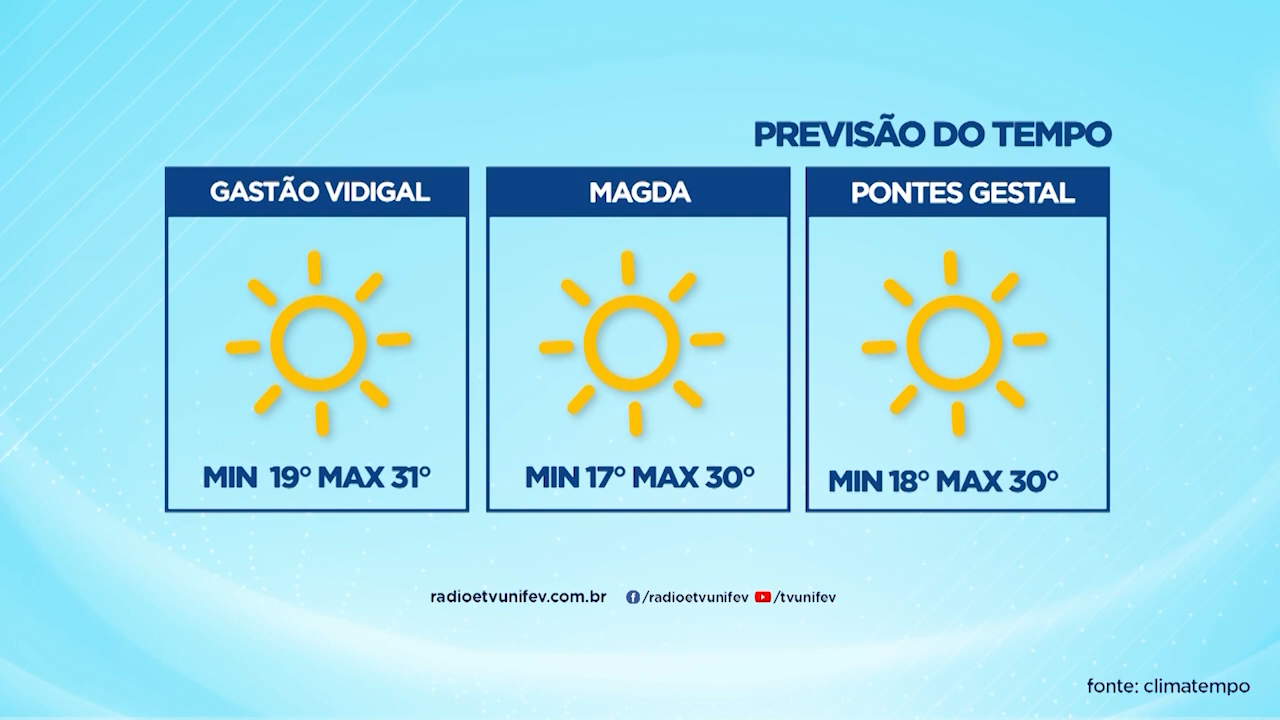 PREVISÃO DO TEMPO
GASTÃO VIDIGAL
MIN 19° MAX 31°
MAGDA
MIN 17° MAX 30°
PONTES GESTAL
MIN 18° MAX 30°
radioetvunifev.com.br /radioetvunifev /tvunifev
fonte: climatempo